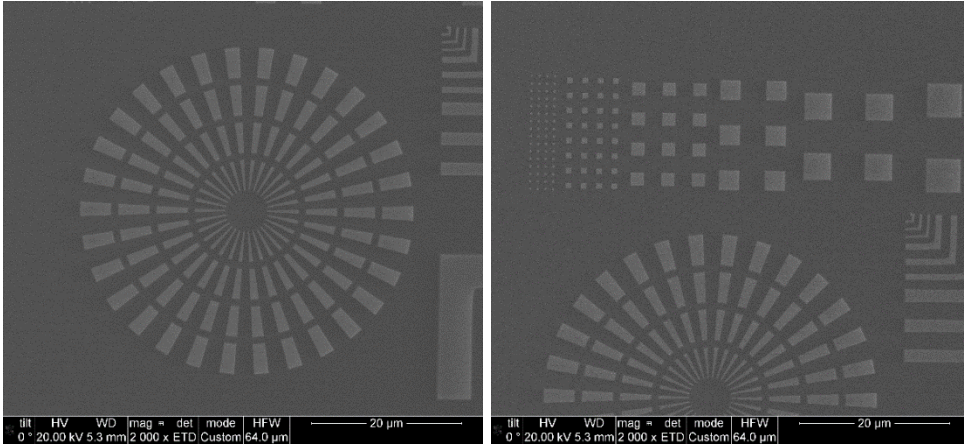 tilt HV WD mag det mode HFW 20 µm
0 ° 20.00 kV 5.3 mm 2 000 x ETD Custom 64.0 µm
tilt HV WD mag det mode HFW 20 µm
0 ° 20.00 kV 5.3 mm 2 000 x ETD Custom 64.0 µm